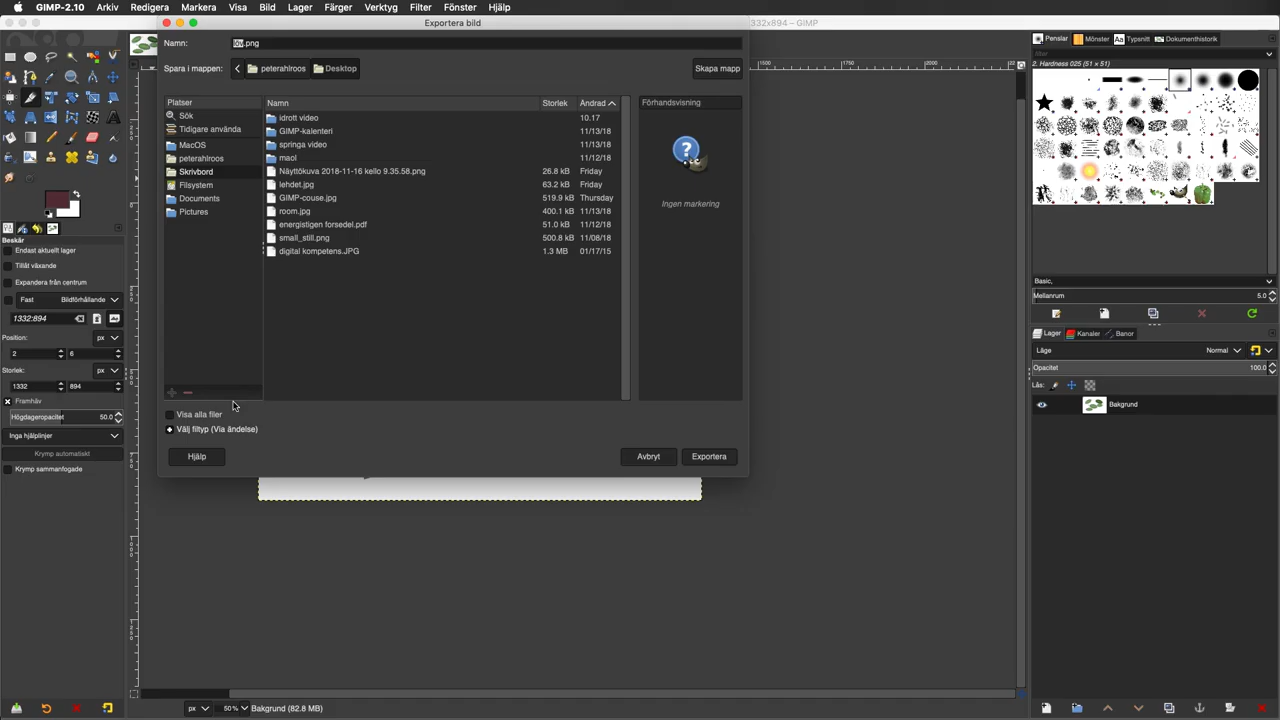 GIMP-2.10 Arkiv Redigera Markera Visa Bild Lager Färger Verktyg Filter Fönster Hjälp
Exportera bild
1332x894 – GIMP
Namn: löv.png
Spara i mappen: peterahlroos Desktop Skapa mapp
Platser
Sök
Tidigare använda
MacOS
peterahlroos
Skrivbord
Filsystem
Documents
Pictures
Namn Storlek Ändrad
idrott video 10.17
GIMP-kalenteri 11/13/18
springa video 11/13/18
maol 11/12/18
Näyttökuva 2018-11-16 kello 9.35.58.png 26.8 kB Friday
lehdet.jpg 63.2 kB Friday
GIMP-couse.jpg 519.9 kB Thursday
room.jpg 400.1 kB 11/13/18
energistigen forsedel.pdf 51.0 kB 11/12/18
small_still.png 500.8 kB 11/08/18
digital kompetens.JPG 1.3 MB 01/17/15
Förhandsvisning
Ingen markering
Visa alla filer
Välj filtyp (Via ändelse)
Hjälp Avbryt Exportera
Beskär
Endast aktuellt lager
Tillåt växande
Expandera från centrum
Fast Bildförhållande
1332:894
Position: px
2 6
Storlek: px
1332 894
Framhäv
Högdageropacitet 50.0
Inga hjälplinjer
Krymp automatiskt
Krymp sammanfogade
1500 1750 2000
px 50% Bakgrund (82.8 MB)
Penslar Mönster Aa Typsnitt Dokumenthistorik
filter
2. Hardness 025 (51 × 51)
Basic,
Mellanrum 5.0
Lager Kanaler Banor
Läge Normal
Opacitet 100.0
Lås:
Bakgrund